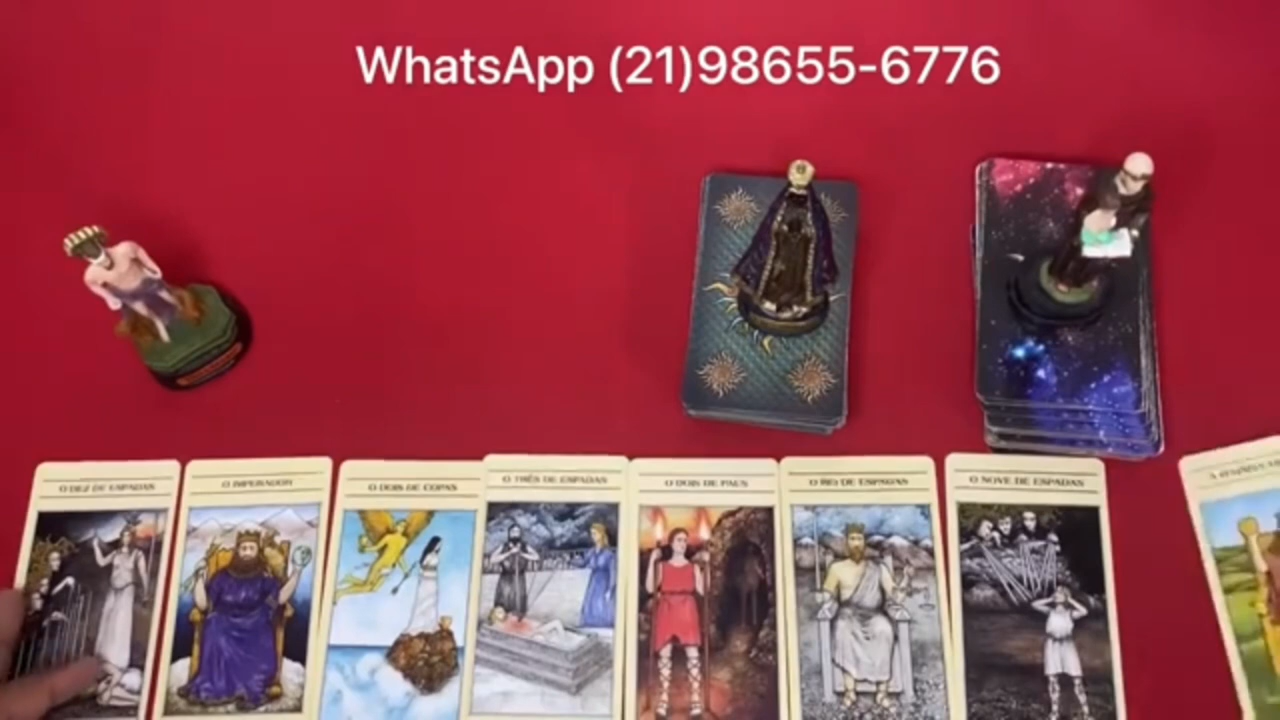 WhatsApp (21)98655-6776
O DEZ DE ESPADAS
O IMPERADOR
O DOIS DE COPAS
O TRÊS DE ESPADAS
O DOIS DE PAUS
O REI DE ESPADAS
O NOVE DE ESPADAS